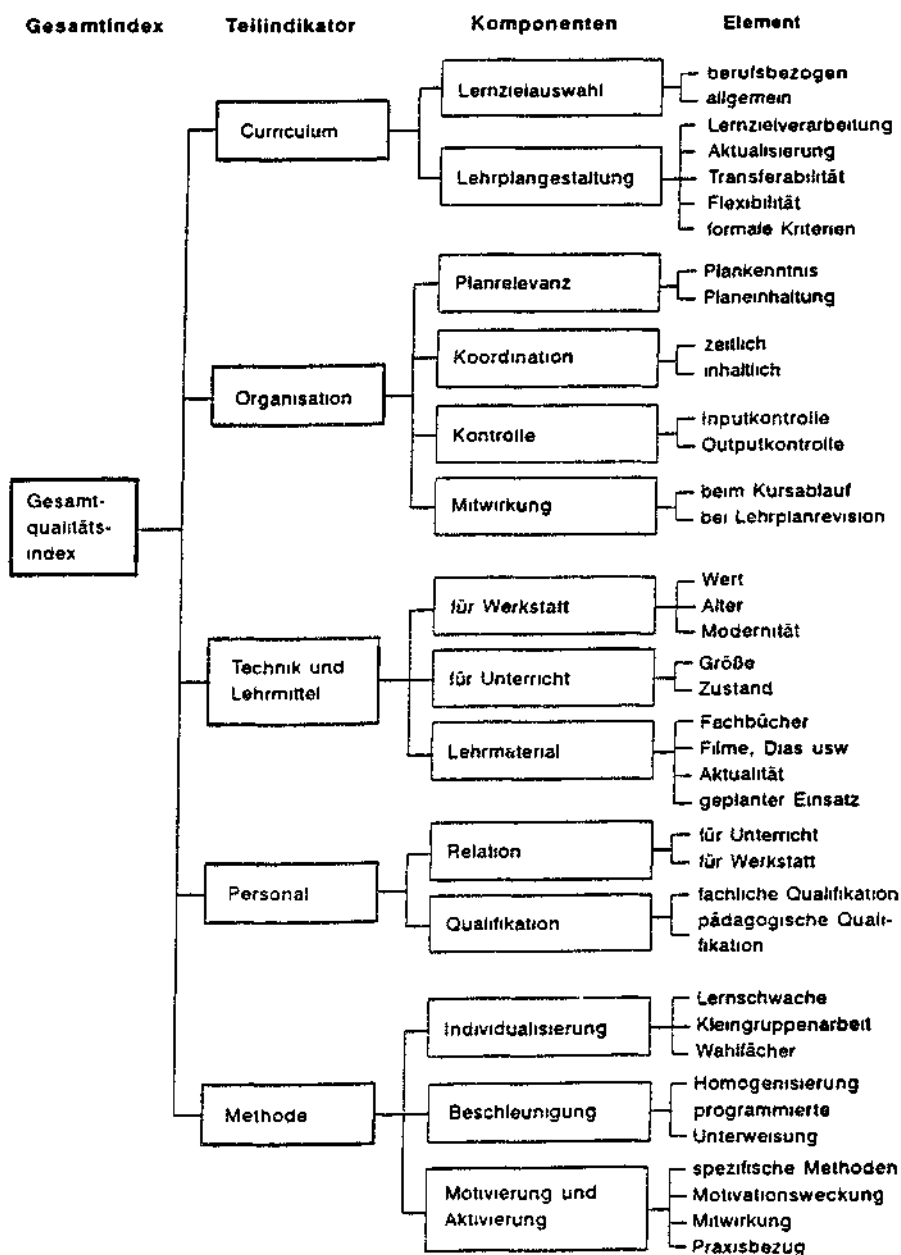 Gesamtindex Teilindikator Komponenten Element
Curriculum
Lernzielauswahl
berufsbezogen
allgemein
Lehrplangestaltung
Lernzielverarbeitung
Aktualisierung
Transferabilität
Flexibilität
formale Kriterien
Organisation
Planrelevanz
Plankenntnis
Planeinhaltung
Koordination
zeitlich
inhaltlich
Kontrolle
Inputkontrolle
Outputkontrolle
Mitwirkung
beim Kursablauf
bei Lehrplanrevision
Gesamt-
qualitäts-
index
Technik und
Lehrmittel
für Werkstatt
Wert
Alter
Modernität
für Unterricht
Größe
Zustand
Lehrmaterial
Fachbücher
Filme, Dias usw
Aktualität
geplanter Einsatz
Personal
Relation
für Unterricht
für Werkstatt
Qualifikation
fachliche Qualifikation
pädagogische Quali-
fikation
Methode
Individualisierung
Lernschwache
Kleingruppenarbeit
Wahlfächer
Beschleunigung
Homogenisierung
programmierte
Unterweisung
Motivierung und
Aktivierung
spezifische Methoden
Motivationsweckung
Mitwirkung
Praxisbezug